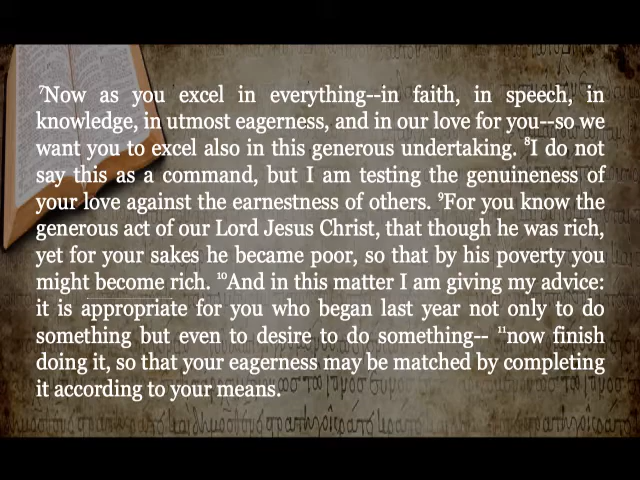 ⁷Now as you excel in everything--in faith, in speech, in
knowledge, in utmost eagerness, and in our love for you--so we
want you to excel also in this generous undertaking. ⁸I do not
say this as a command, but I am testing the genuineness of
your love against the earnestness of others. ⁹For you know the
generous act of our Lord Jesus Christ, that though he was rich,
yet for your sakes he became poor, so that by his poverty you
might become rich. ¹⁰And in this matter I am giving my advice:
it is appropriate for you who began last year not only to do
something but even to desire to do something-- ¹¹now finish
doing it, so that your eagerness may be matched by completing
it according to your means.